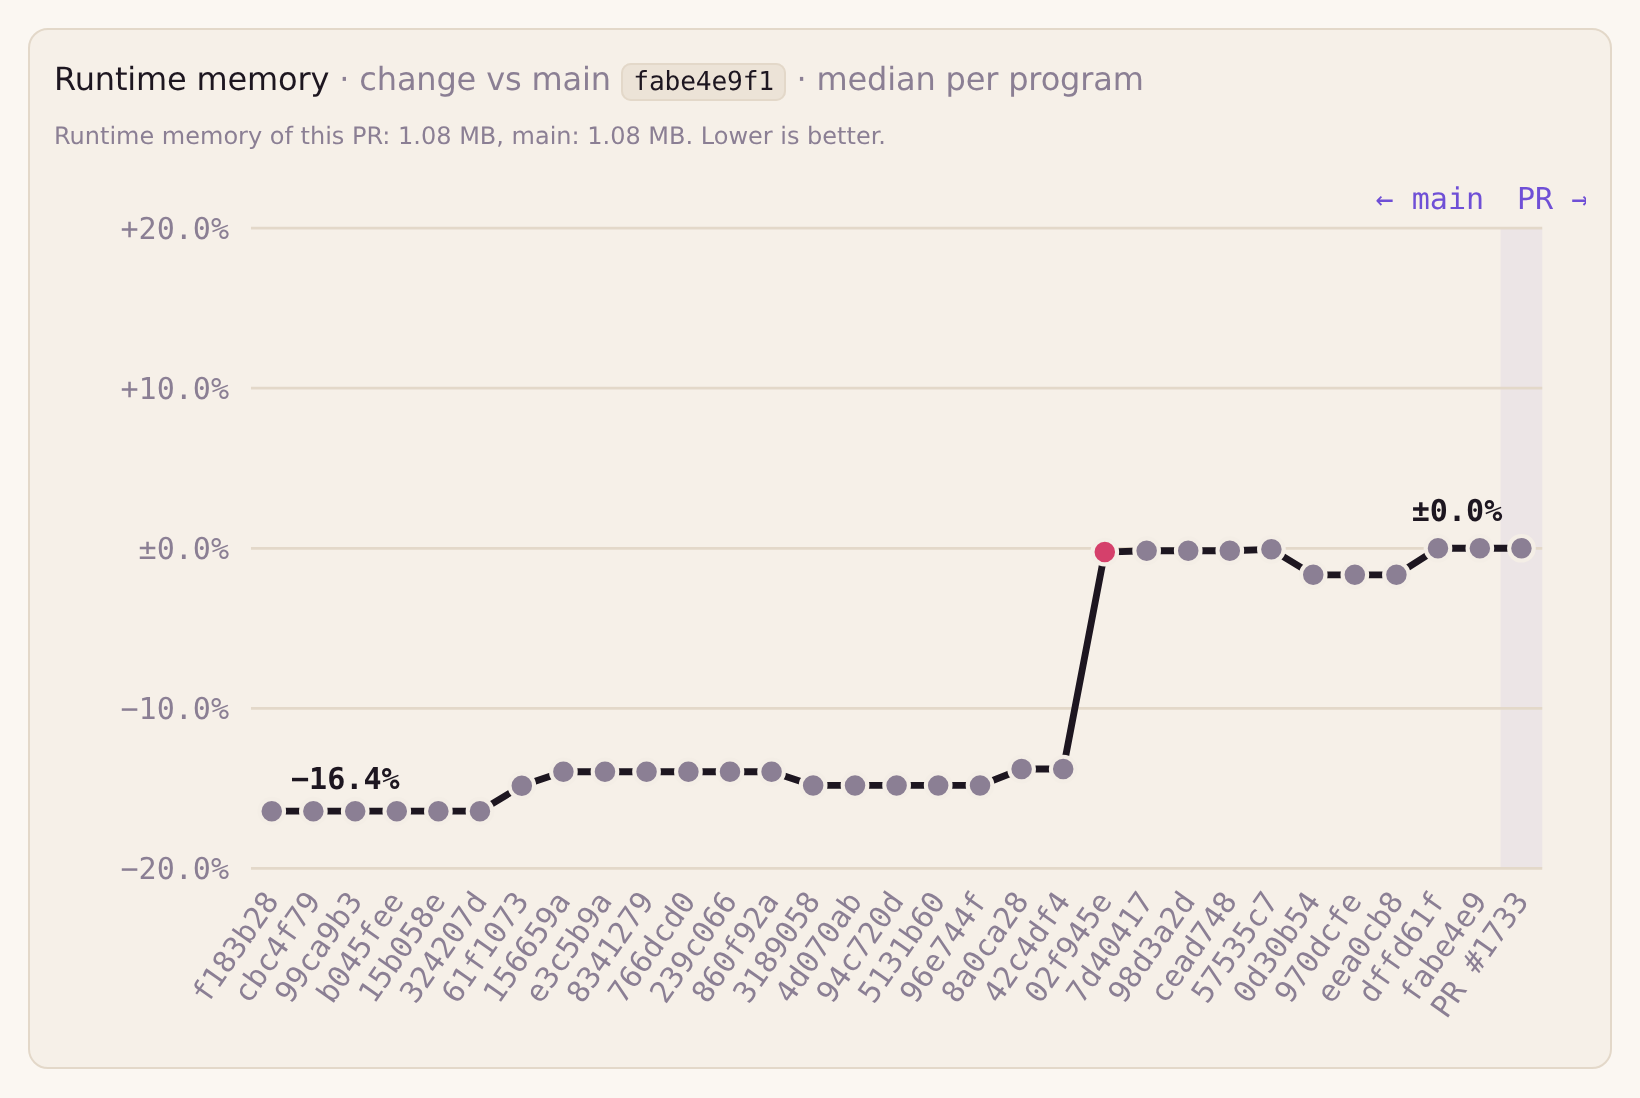 Runtime memory · change vs main fabe4e9f1 · median per program
Runtime memory of this PR: 1.08 MB, main: 1.08 MB. Lower is better.
← main PR →
+20.0%
+10.0%
±0.0%
±0.0%
−10.0%
−16.4%
−20.0%
f183b28
cbc4f79
99ca9b3
b045fee
15b058e
324207d
61f1073
156659a
e3c5b9a
8341279
766dcd0
239c066
860f92a
3189058
4d070ab
94c720d
5131b60
96e744f
8a0ca28
42c4df4
02f945e
7d40417
98d3a2d
cead748
57535c7
0d30b54
970dcfe
eea0cb8
dffd61f
fabe4e9
PR #1733